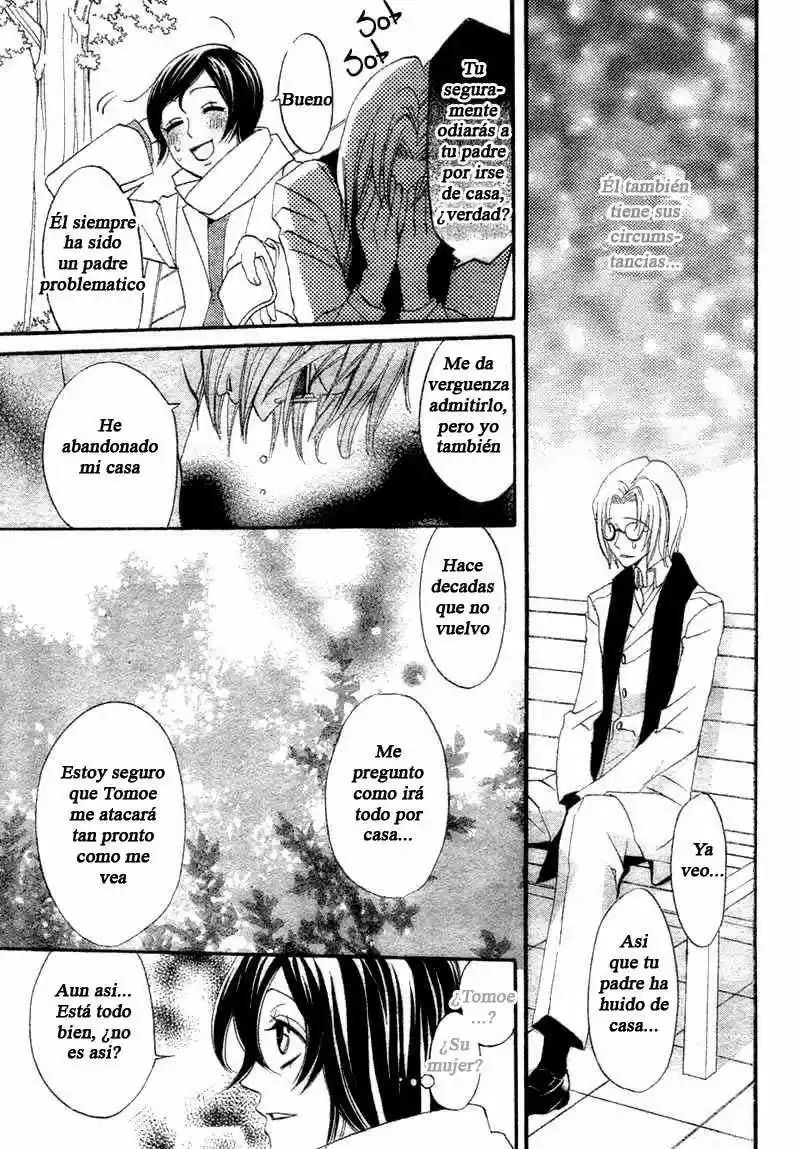 Él también
tiene sus
circums-
tancias...
Ya
veo...
Asi
que tu
padre ha
huido de
casa...
Tu
segura-
mente
odiarás a
tu padre
por irse
de casa,
¿verdad?
Sob
Sob
Bueno
Él siempre
ha sido
un padre
problematico
Me da
verguenza
admitirlo,
pero yo
también
He
abandonado
mi casa
Hace
decadas
que no
vuelvo
Me
pregunto
como irá
todo por
casa...
Estoy seguro
que Tomoe
me atacará
tan pronto
como me
vea
¿Tomoe
...?
¿Su
mujer?
Aun asi...
Está todo
bien, ¿no
es asi?